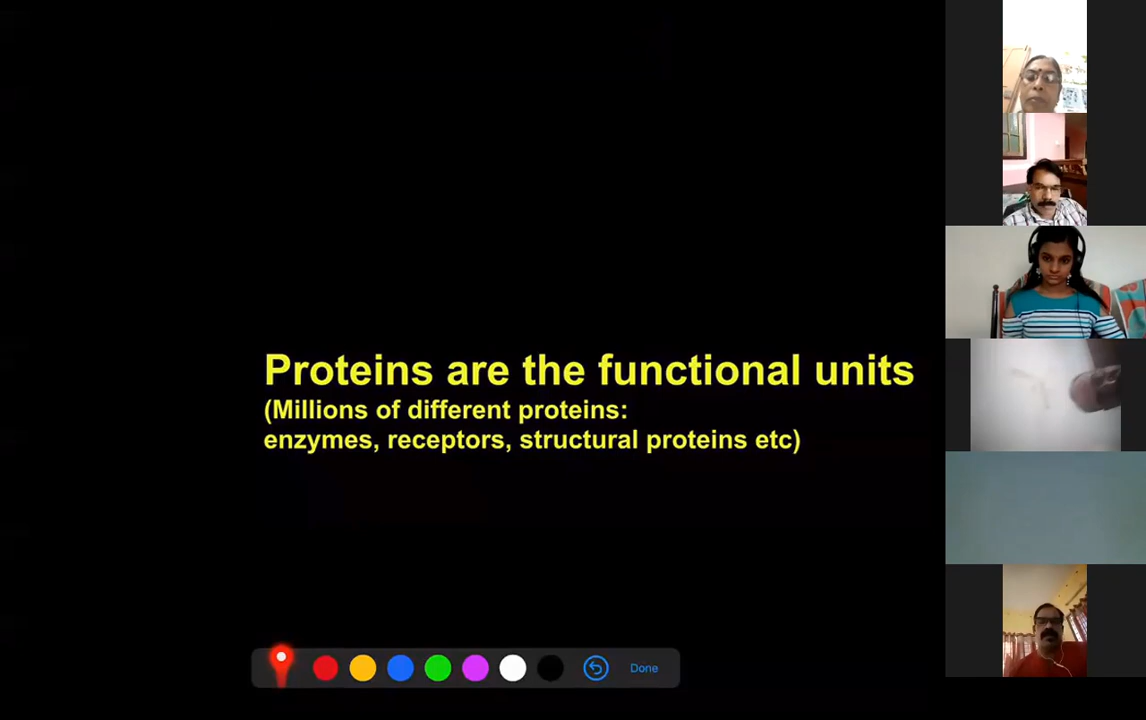 Proteins are the functional units
(Millions of different proteins:
enzymes, receptors, structural proteins etc)
Done